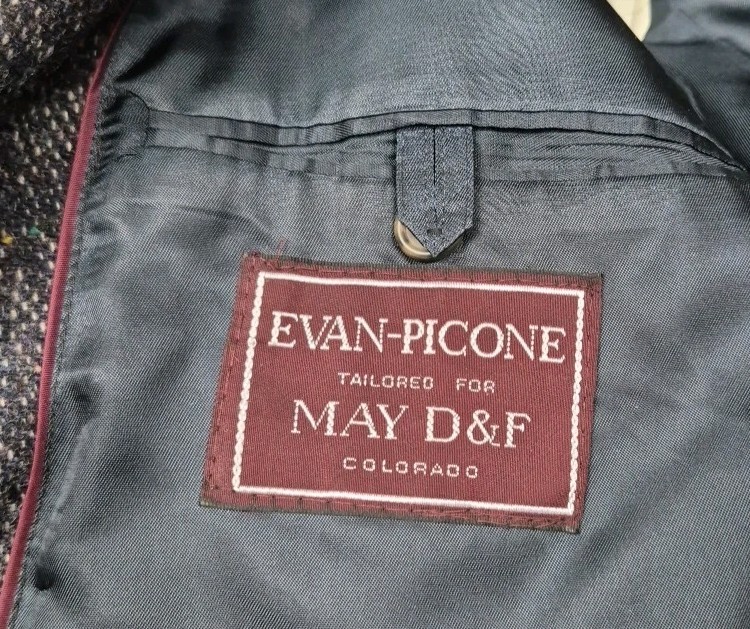 EVAN-PICONE
TAILORED FOR
MAY D&F
COLORADO